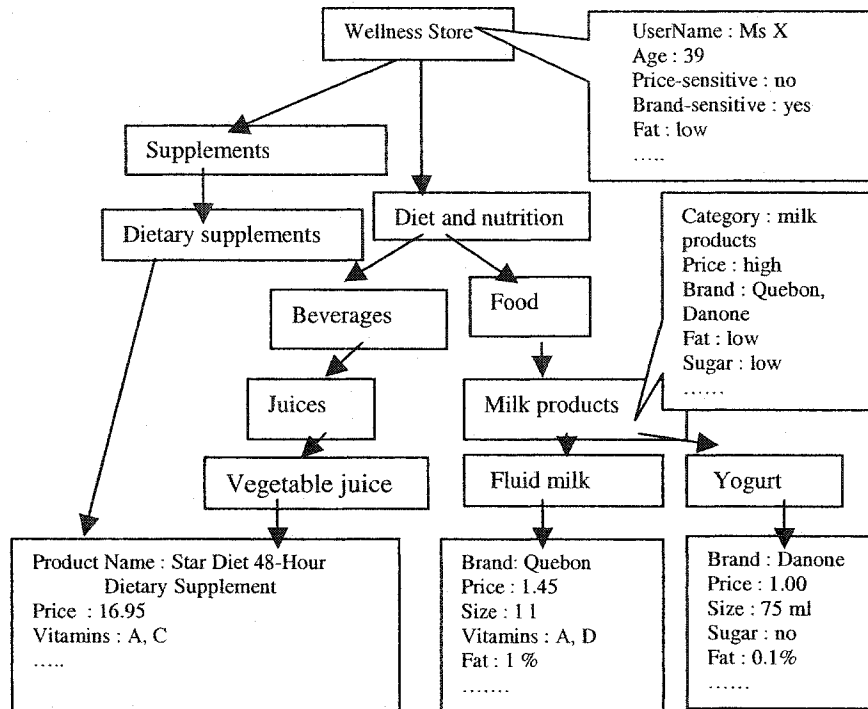 Wellness Store
UserName : Ms X
Age : 39
Price-sensitive : no
Brand-sensitive : yes
Fat : low
.....
Supplements
Dietary supplements
Diet and nutrition
Category : milk
products
Price : high
Brand : Quebon,
Danone
Fat : low
Sugar : low
......
Beverages
Food
Juices
Milk products
Vegetable juice
Fluid milk
Yogurt
Product Name : Star Diet 48-Hour
Dietary Supplement
Price : 16.95
Vitamins : A, C
.....
Brand: Quebon
Price : 1.45
Size : 1 l
Vitamins : A, D
Fat : 1 %
.......
Brand : Danone
Price : 1.00
Size : 75 ml
Sugar : no
Fat : 0.1%
......